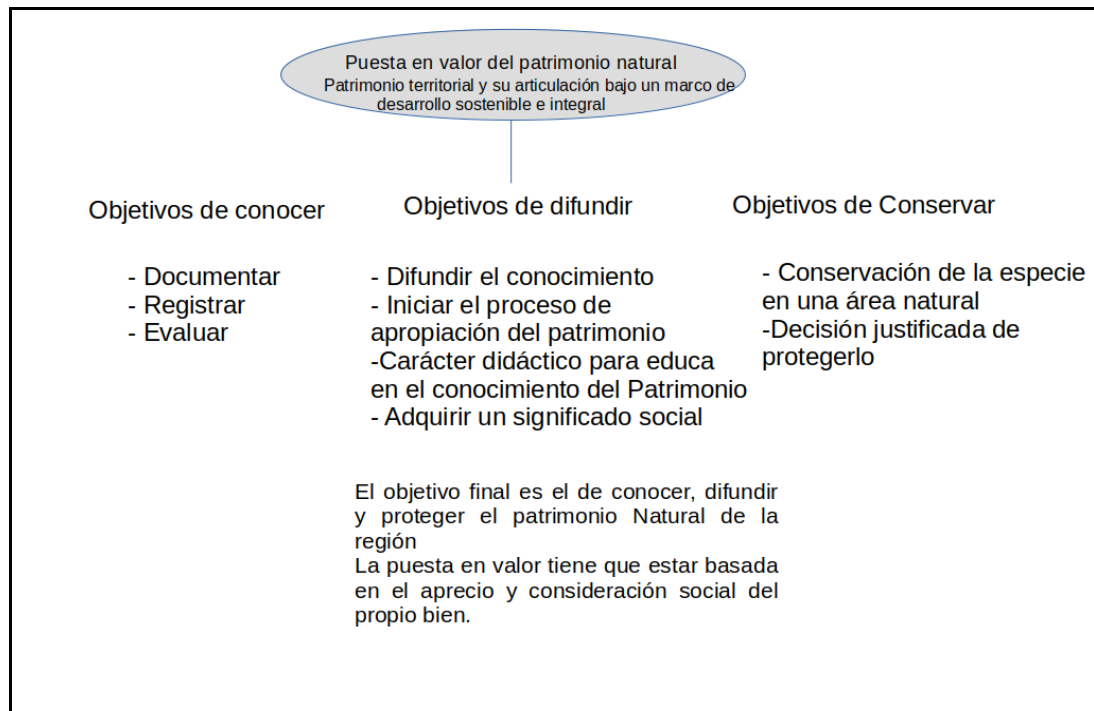 Puesta en valor del patrimonio natural
Patrimonio territorial y su articulación bajo un marco de
desarrollo sostenible e integral
Objetivos de conocer
- Documentar
- Registrar
- Evaluar
Objetivos de difundir
- Difundir el conocimiento
- Iniciar el proceso de
apropiación del patrimonio
-Carácter didáctico para educa
en el conocimiento del Patrimonio
- Adquirir un significado social
Objetivos de Conservar
- Conservación de la especie
en una área natural
-Decisión justificada de
protegerlo
El objetivo final es el de conocer, difundir
y proteger el patrimonio Natural de la
región
La puesta en valor tiene que estar basada
en el aprecio y consideración social del
propio bien.